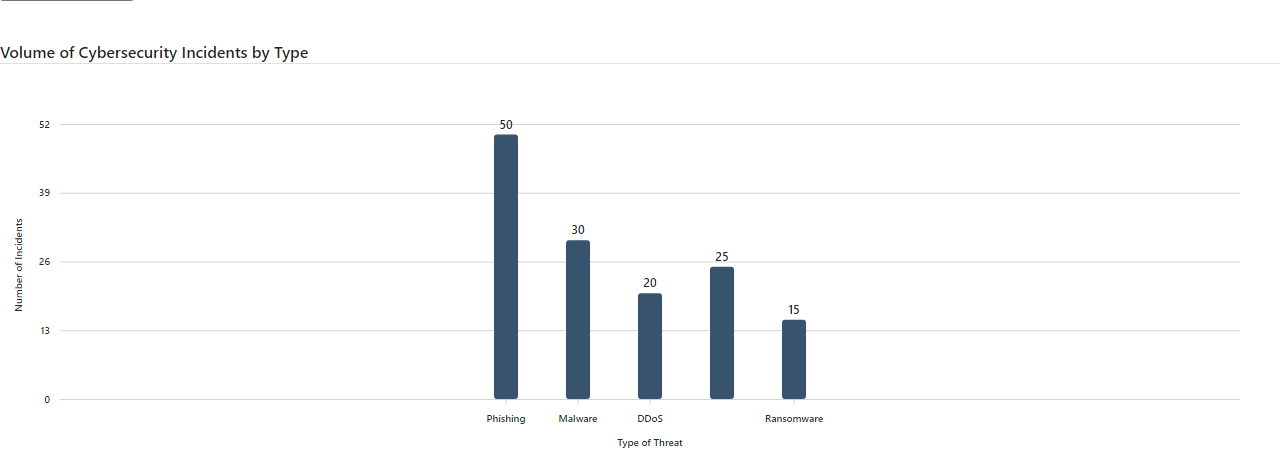 Volume of Cybersecurity Incidents by Type
52
39
26
13
0
Number of Incidents
50
30
20
25
15
Phishing Malware DDoS Ransomware
Type of Threat